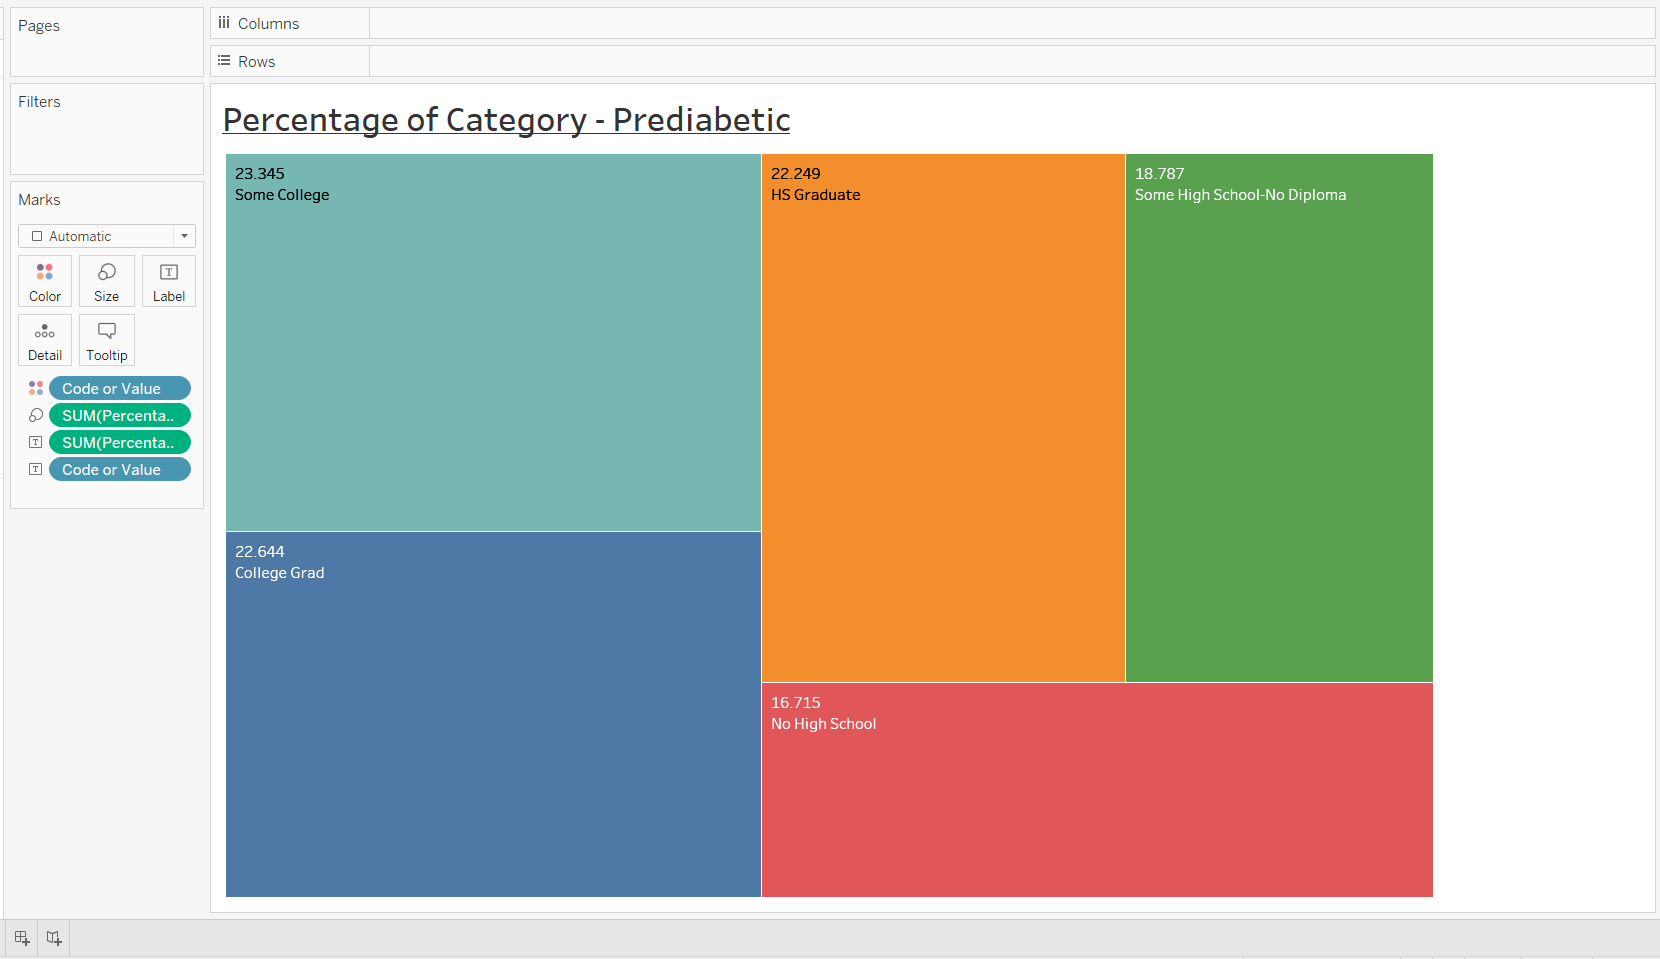 Pages
Columns
Rows
Filters
Marks
Automatic
Color
Size
T
Label
Detail
Tooltip
Code or Value
SUM(Percenta..
T
SUM(Percenta..
T
Code or Value
Percentage of Category - Prediabetic
23.345
Some College
22.249
HS Graduate
18.787
Some High School-No Diploma
22.644
College Grad
16.715
No High School